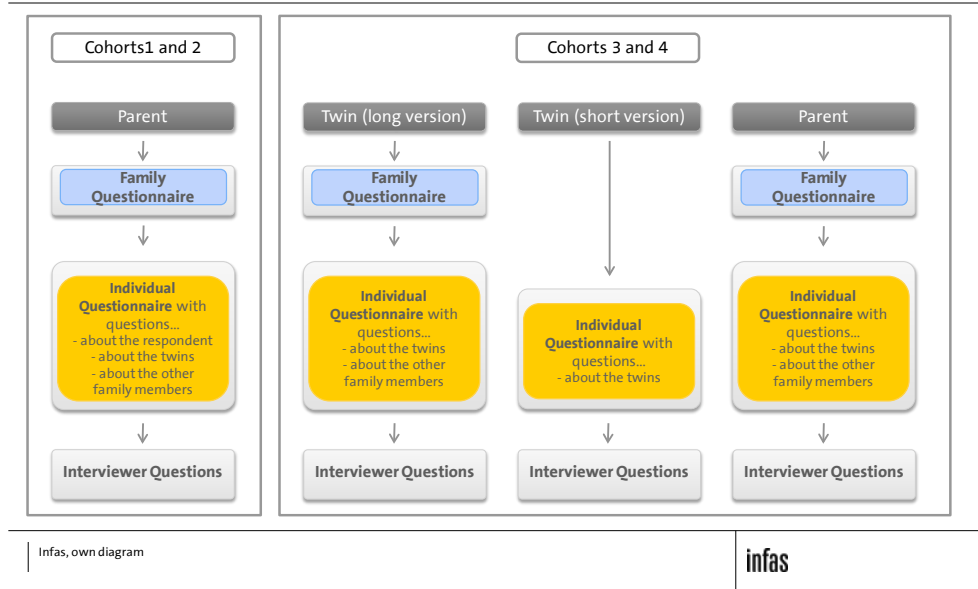 Cohorts1 and 2
Parent
Family
Questionnaire
Individual
Questionnaire with
questions...
- about the respondent
- about the twins
- about the other
family members
Interviewer Questions
Cohorts 3 and 4
Twin (long version)
Family
Questionnaire
Individual
Questionnaire with
questions...
- about the twins
- about the other
family members
Interviewer Questions
Twin (short version)
Individual
Questionnaire with
questions...
- about the twins
Interviewer Questions
Parent
Family
Questionnaire
Individual
Questionnaire with
questions...
- about the twins
- about the other
family members
Interviewer Questions
Infas, own diagram
infas